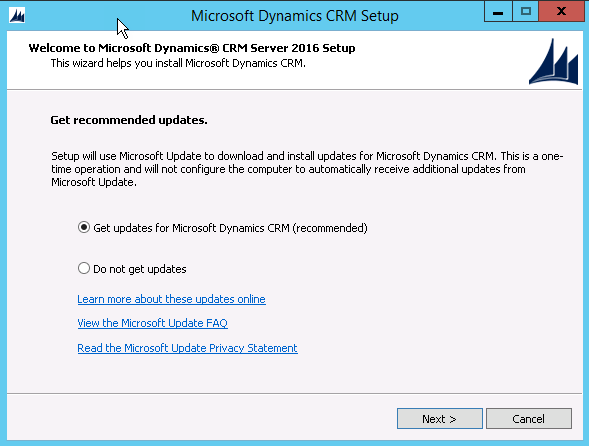 Microsoft Dynamics CRM Setup
Welcome to Microsoft Dynamics® CRM Server 2016 Setup
This wizard helps you install Microsoft Dynamics CRM.
Get recommended updates.
Setup will use Microsoft Update to download and install updates for Microsoft Dynamics CRM. This is a one-
time operation and will not configure the computer to automatically receive additional updates from
Microsoft Update.
Get updates for Microsoft Dynamics CRM (recommended)
Do not get updates
Learn more about these updates online
View the Microsoft Update FAQ
Read the Microsoft Update Privacy Statement
Next >
Cancel